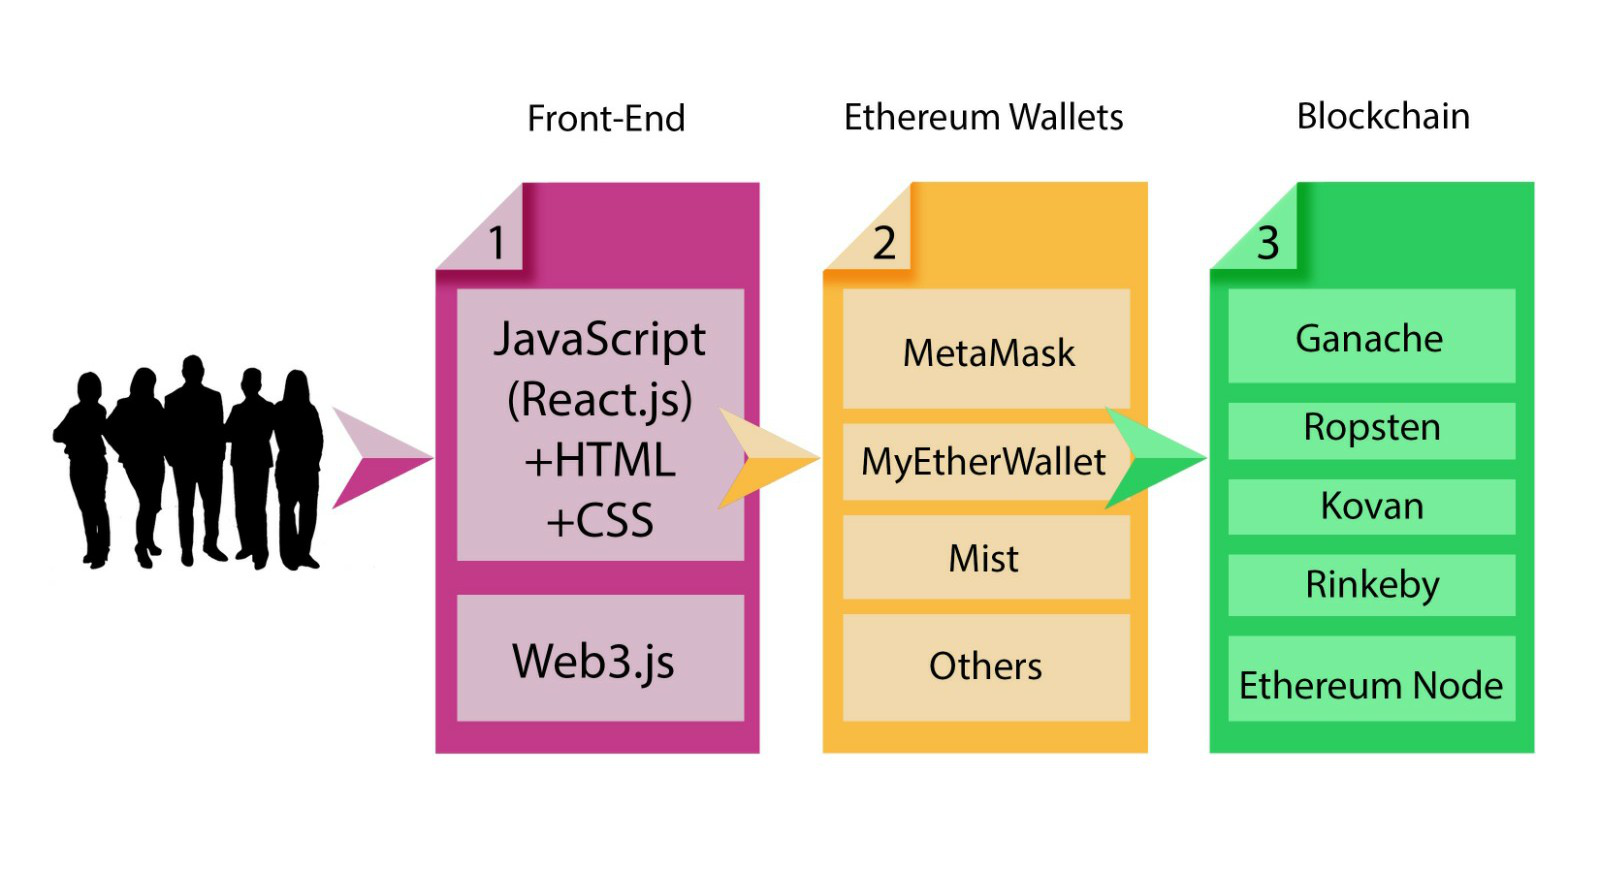 Front-End
Ethereum Wallets
Blockchain
1
JavaScript
(React.js)
+HTML
+CSS
Web3.js
2
MetaMask
MyEtherWallet
Mist
Others
3
Ganache
Ropsten
Kovan
Rinkeby
Ethereum Node